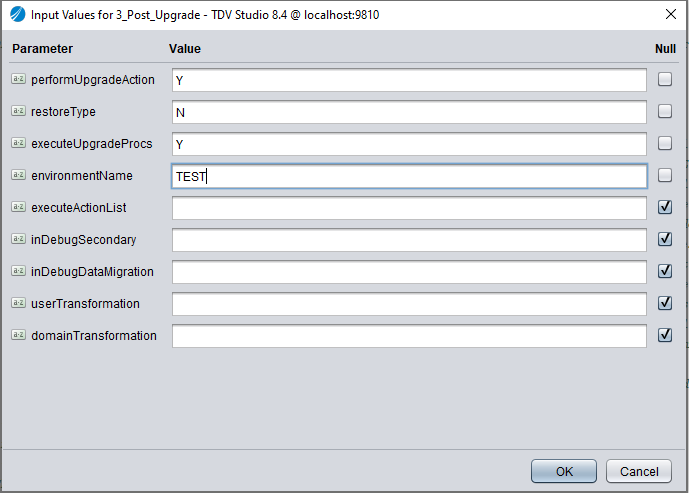 Input Values for 3_Post_Upgrade - TDV Studio 8.4 @ localhost:9810
Parameter Value Null
a-z performUpgradeAction Y
a-z restoreType N
a-z executeUpgradeProcs Y
a-z environmentName TEST
a-z executeActionList
a-z inDebugSecondary
a-z inDebugDataMigration
a-z userTransformation
a-z domainTransformation
OK Cancel